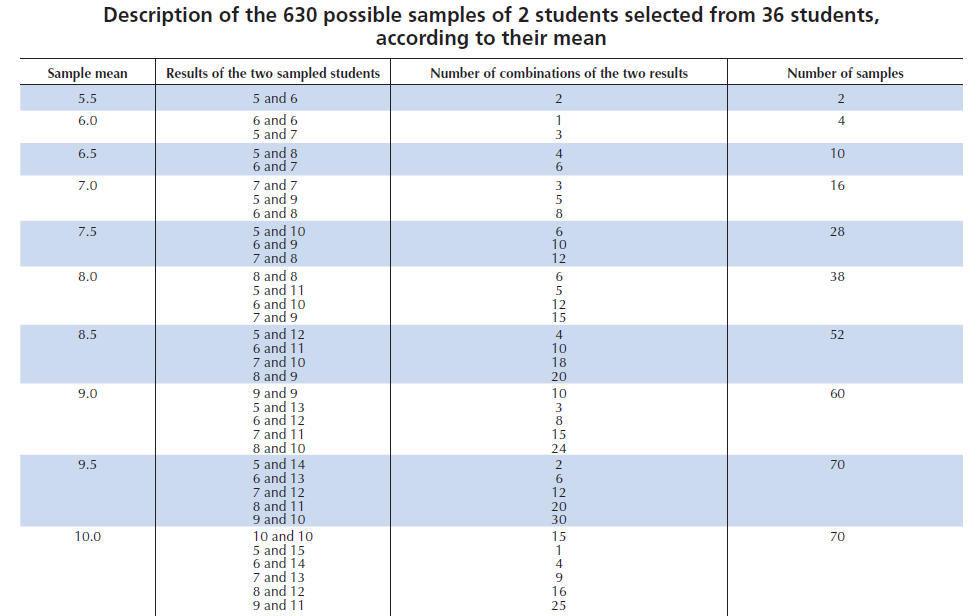 Description of the 630 possible samples of 2 students selected from 36 students,
according to their mean
Sample mean Results of the two sampled students Number of combinations of the two results Number of samples
5.5 5 and 6 2 2
6.0 6 and 6 1 4
5 and 7 3
6.5 5 and 8 4 10
6 and 7 6
7.0 7 and 7 3 16
5 and 9 5
6 and 8 8
7.5 5 and 10 6 28
6 and 9 10
7 and 8 12
8.0 8 and 8 6 38
5 and 11 5
6 and 10 12
7 and 9 15
8.5 5 and 12 4 52
6 and 11 10
7 and 10 18
8 and 9 20
9.0 9 and 9 10 60
5 and 13 3
6 and 12 8
7 and 11 15
8 and 10 24
9.5 5 and 14 2 70
6 and 13 6
7 and 12 12
8 and 11 20
9 and 10 30
10.0 10 and 10 15 70
5 and 15 1
6 and 14 4
7 and 13 9
8 and 12 16
9 and 11 25